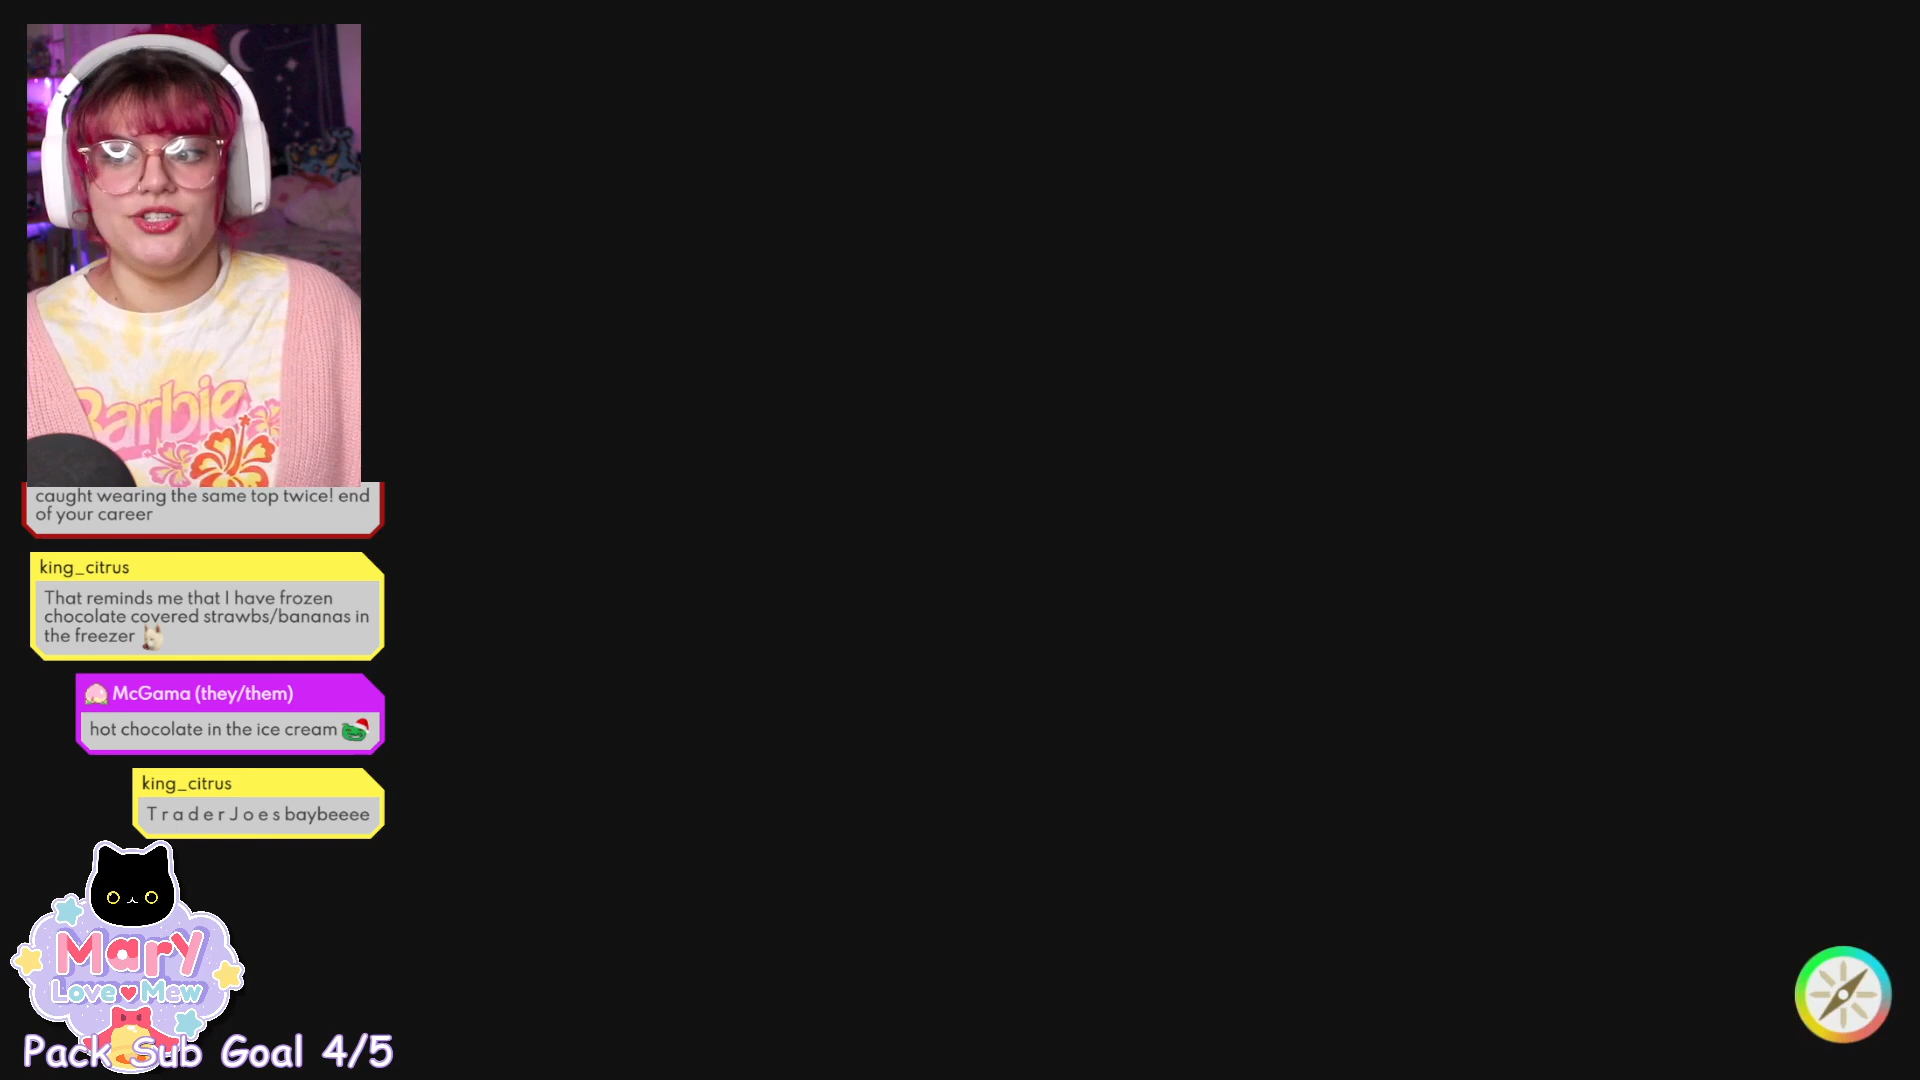 Barbie
caught wearing the same top twice! end
of your career
king_citrus
That reminds me that I have frozen
chocolate covered strawbs/bananas in
the freezer
McGama (they/them)
hot chocolate in the ice cream
king_citrus
T r a d e r J o e s baybeeee
Mary
Love Mew
Pack Sub Goal 4/5